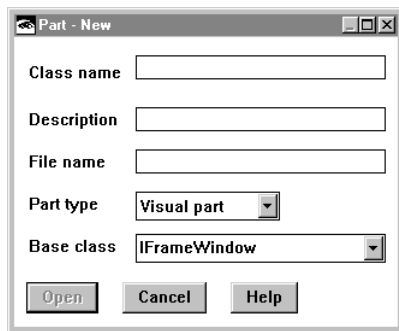 Part - New
Class name
Description
File name
Part type Visual part
Base class IFrameWindow
Open Cancel Help